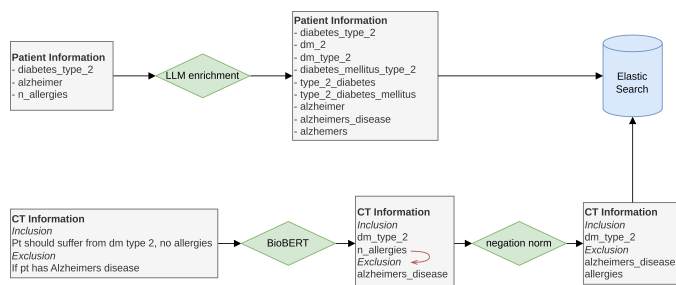 Patient Information
- diabetes_type_2
- alzheimer
- n_allergies
LLM enrichment
Patient Information
- diabetes_type_2
- dm_2
- dm_type_2
- diabetes_mellitus_type_2
- type_2_diabetes
- type_2_diabetes_mellitus
- alzheimer
- alzheimers_disease
- alzhemers
Elastic
Search
CT Information
Inclusion
Pt should suffer from dm type 2, no allergies
Exclusion
If pt has Alzheimers disease
BioBERT
CT Information
Inclusion
dm_type_2
n_allergies
Exclusion
alzheimers_disease
negation norm
CT Information
Inclusion
dm_type_2
Exclusion
alzheimers_disease
allergies